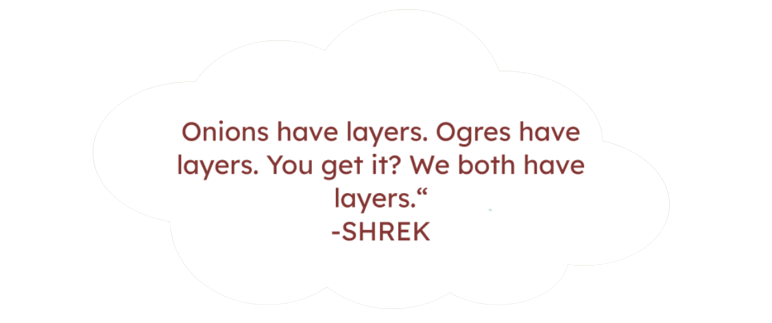 Onions have layers. Ogres have
layers. You get it? We both have
layers.“
-SHREK